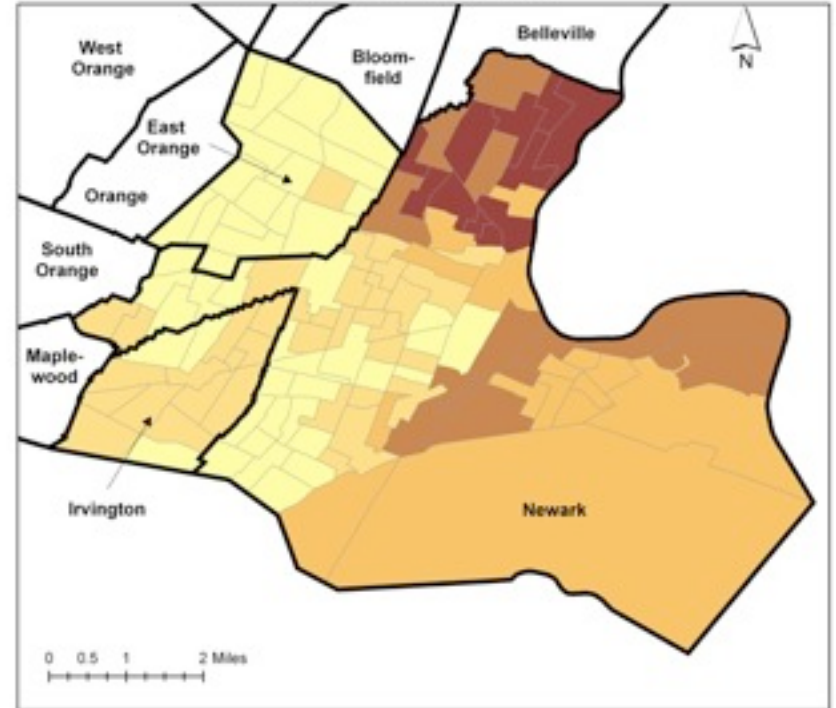 West
Orange
Bloom-
field
Belleville
N
East
Orange
Orange
South
Orange
Maple-
wood
Irvington
Newark
0 0.5 1 2 Miles